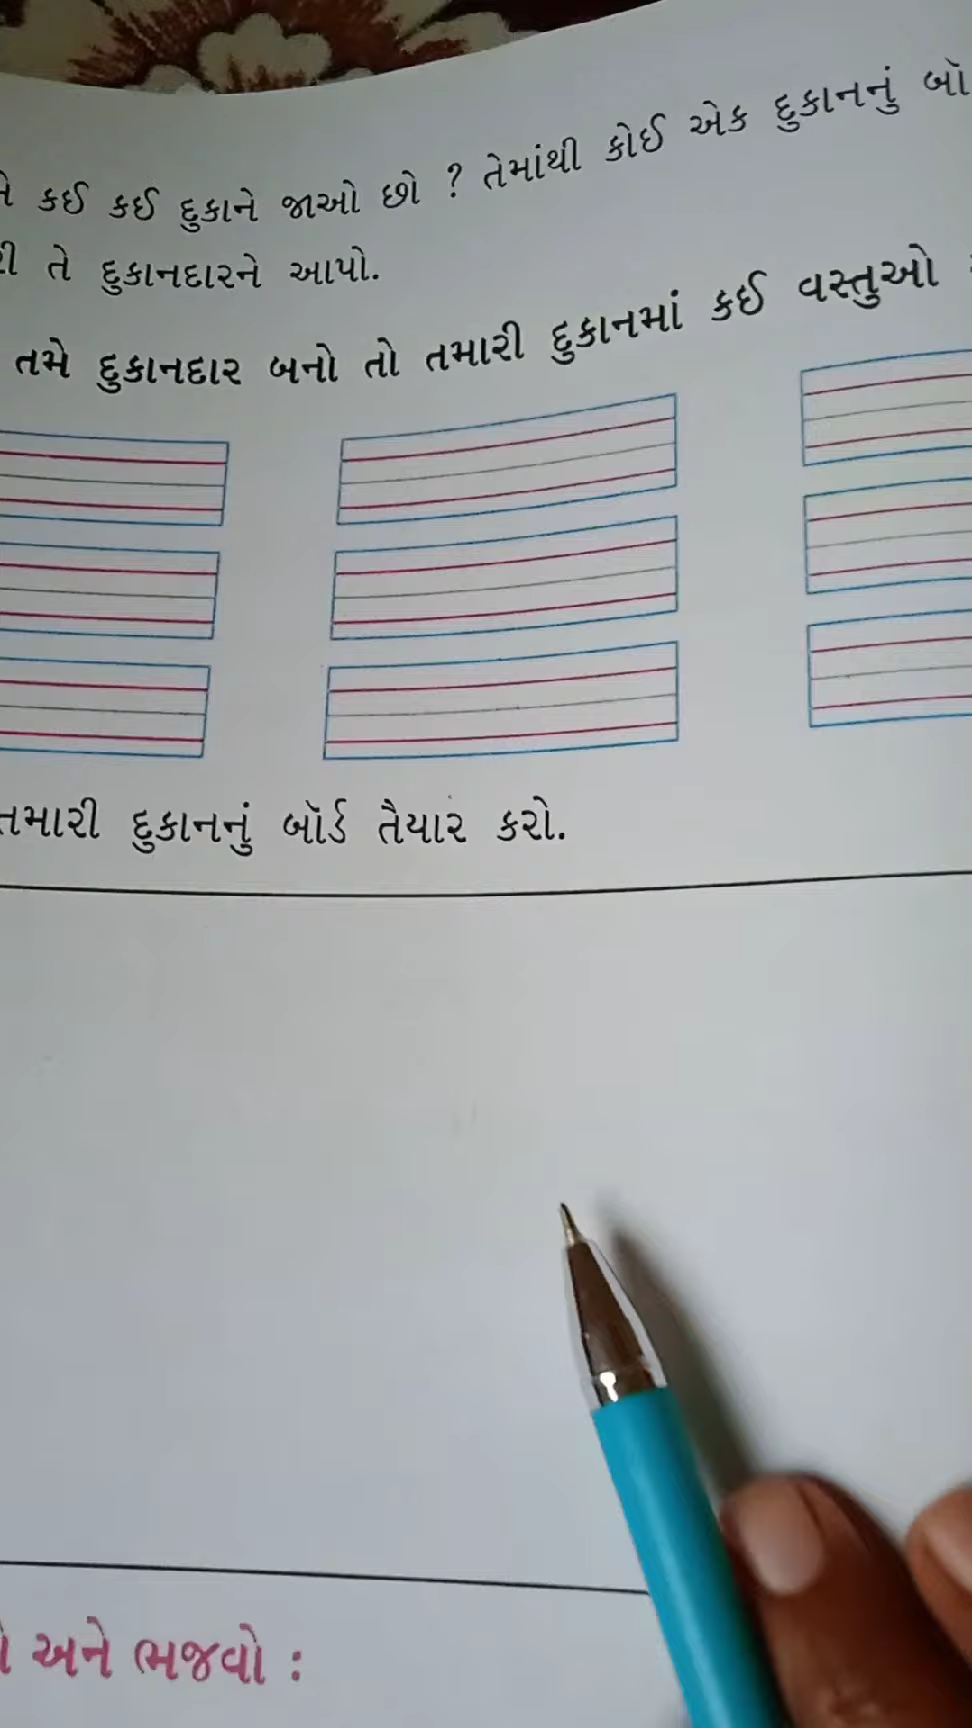 કઈ કઈ દુકાને જાઓ છો ? તેમાંથી કોઈ એક દુકાનનું
તે દુકાનદારને આપો.
તમે દુકાનદાર બનો તો તમારી દુકાનમાં કઈ વસ્તુઓ
તમારી દુકાનનું બૉર્ડ તૈયાર કરો.
અને ભજવો :